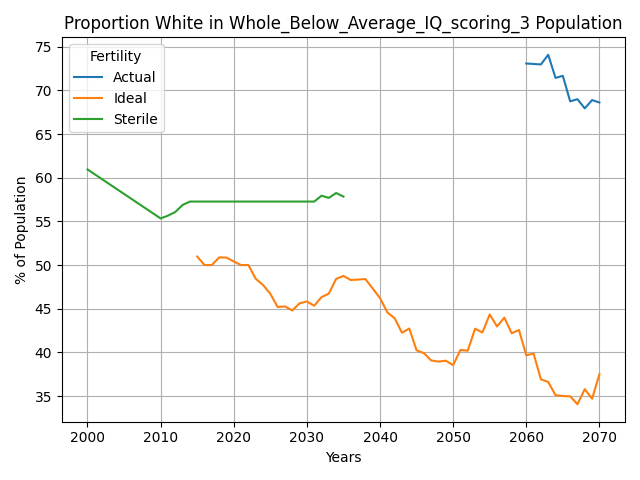 Proportion White in Whole_Below_Average_IQ_scoring_3 Population
Fertility
Actual
Ideal
Sterile
% of Population
75
70
65
60
55
50
45
40
35
2000 2010 2020 2030 2040 2050 2060 2070
Years